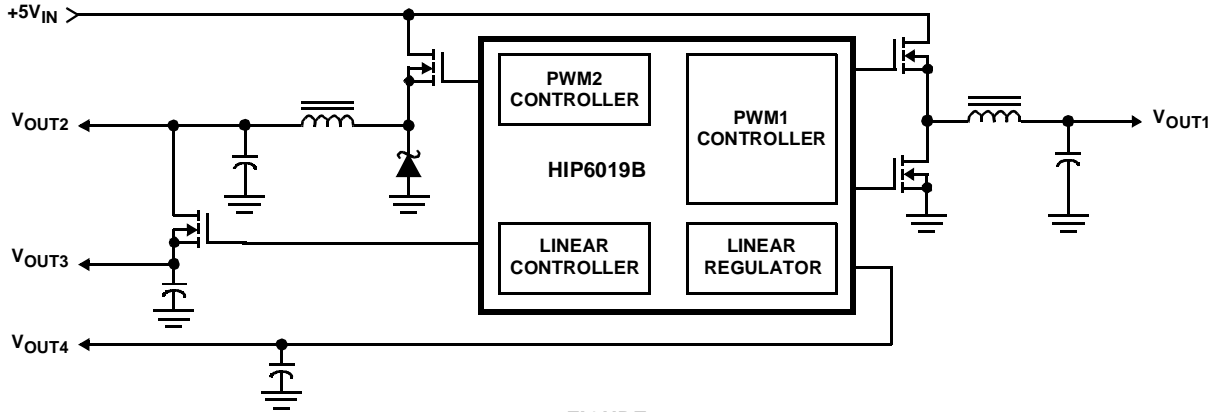 +5VIN
PWM2
CONTROLLER
PWM1
CONTROLLER
VOUT2
VOUT1
HIP6019B
VOUT3
LINEAR
CONTROLLER
LINEAR
REGULATOR
VOUT4